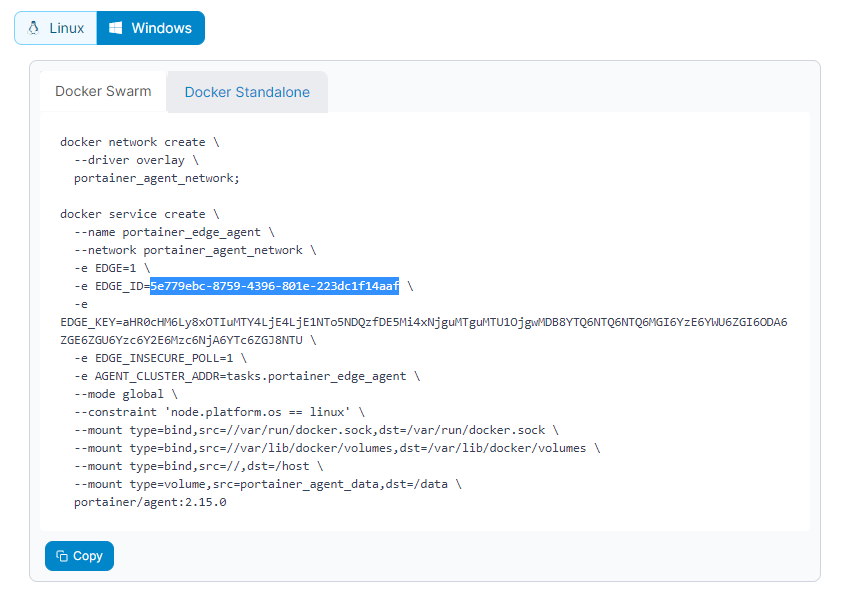 Linux
Windows
Docker Swarm
Docker Standalone
docker network create \
--driver overlay \
portainer_agent_network;
docker service create \
--name portainer_edge_agent \
--network portainer_agent_network \
-e EDGE=1 \
-e EDGE_ID=5e779ebc-8759-4396-801e-223dc1f14aaf \
-e
EDGE_KEY=aHR0cHM6Ly8xOTIuMTY4LjE4LjE1NTo5NDQzfDE5Mi4xNjguMTguMTU1OjgwMDB8YTQ6NTQ6NTQ6MGI6YzE6YWU6ZGI6ODA6
ZGE6ZGU6Yzc6Y2E6Mzc6NjA6YTc6ZGJ8NTU \
-e EDGE_INSECURE_POLL=1 \
-e AGENT_CLUSTER_ADDR=tasks.portainer_edge_agent \
--mode global \
--constraint 'node.platform.os == linux' \
--mount type=bind,src=//var/run/docker.sock,dst=/var/run/docker.sock \
--mount type=bind,src=//var/lib/docker/volumes,dst=/var/lib/docker/volumes \
--mount type=bind,src=//,dst=/host \
--mount type=volume,src=portainer_agent_data,dst=/data \
portainer/agent:2.15.0
Copy